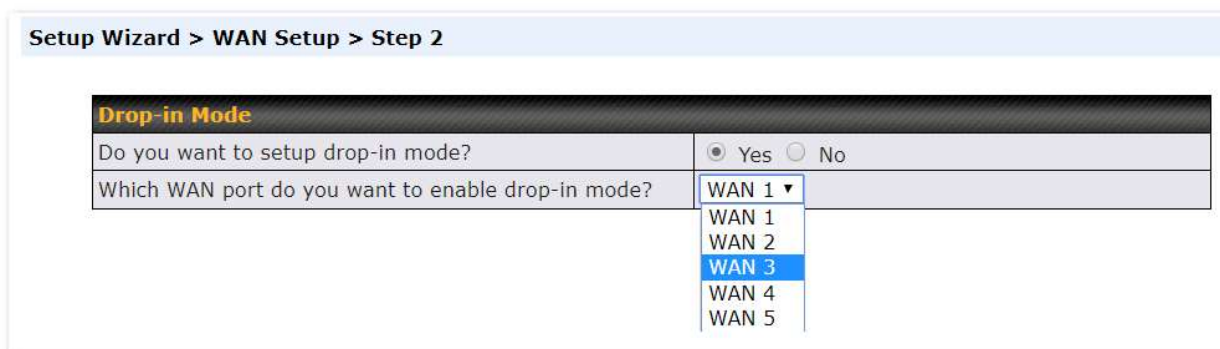 Setup Wizard > WAN Setup > Step 2
Drop-in Mode
Do you want to setup drop-in mode? Yes No
Which WAN port do you want to enable drop-in mode? WAN 1
WAN 1
WAN 2
WAN 3
WAN 4
WAN 5